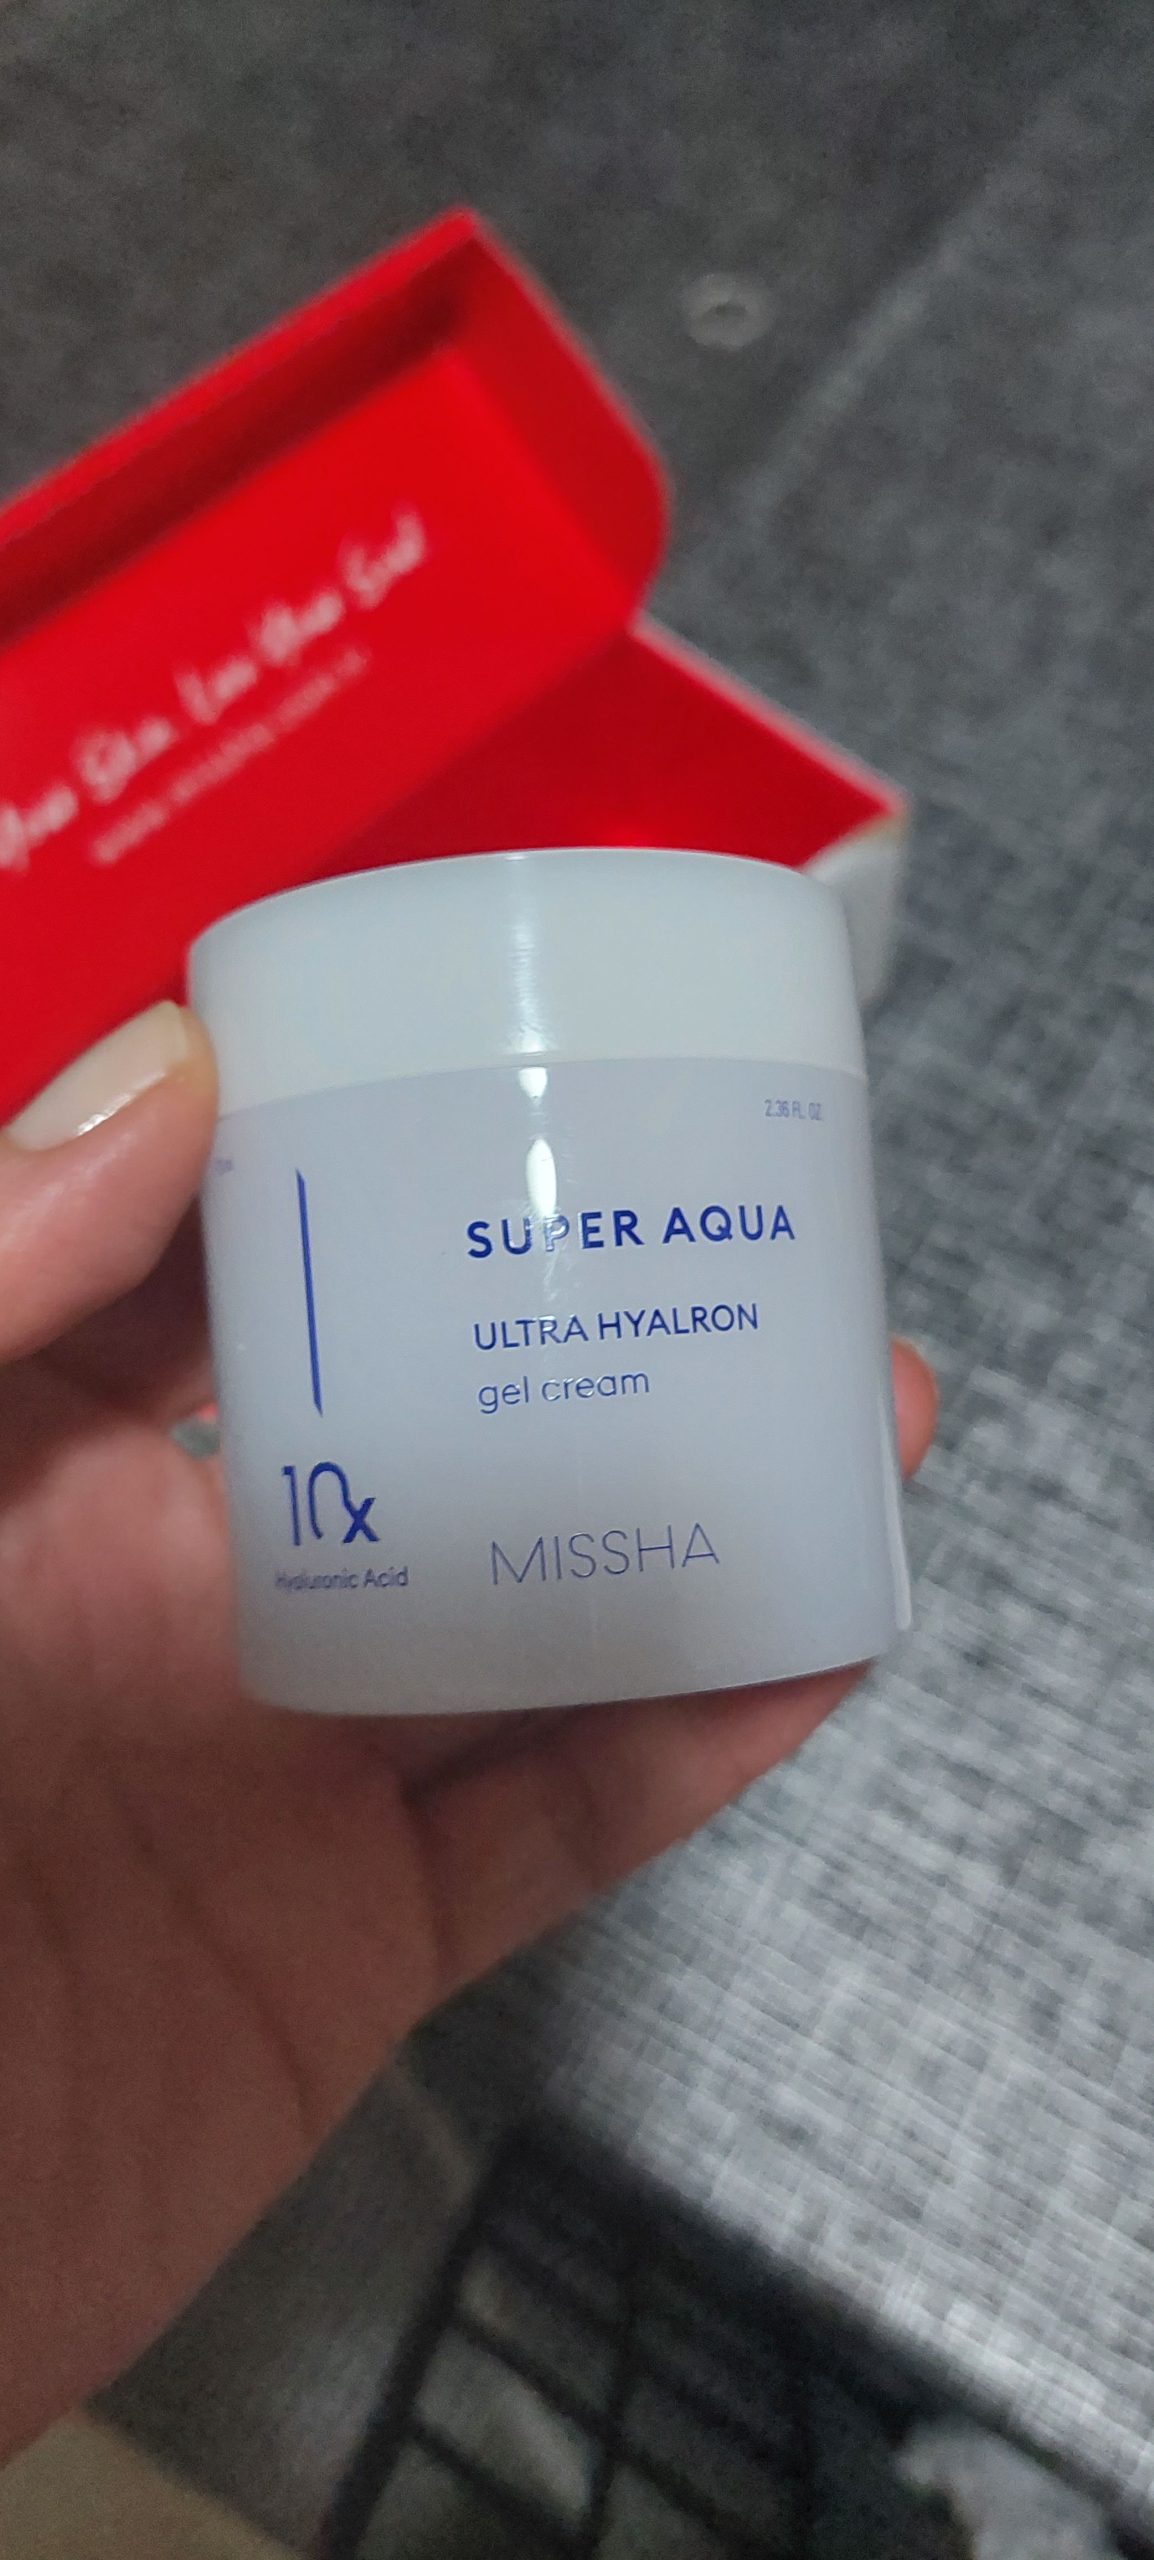 2.36 FL. OZ.
SUPER AQUA
ULTRA HYALRON
gel cream
10x
Hyaluronic Acid
MISSHA